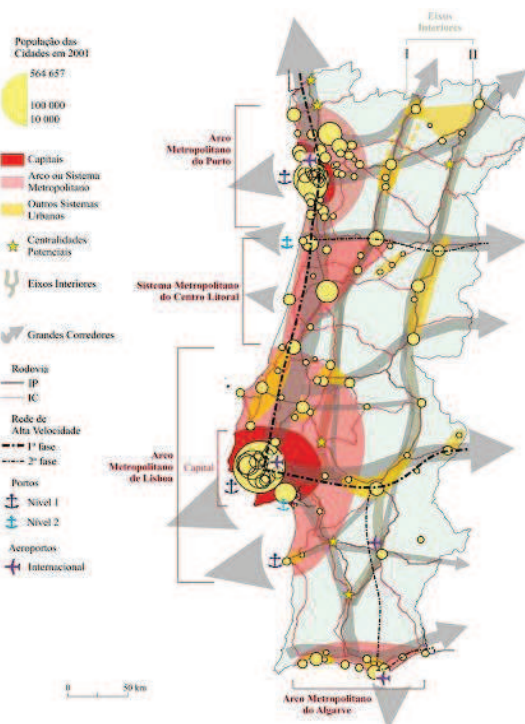 Eixos
Interiores
I
II
População das
Cidades em 2001
564 657
100 000
10 000
Capitais
Arco ou Sistema
Metropolitano
Outros Sistemas
Urbanos
Centralidades
Potenciais
Eixos Interiores
Grandes Corredores
Rodovia
IP
IC
Rede de
Alta Velocidade
1ª fase
2ª fase
Portos
Nível 1
Nível 2
Aeroportos
Internacional
0
50 km
Arco
Metropolitano
do Porto
Sistema Metropolitano
do Centro Litoral
Arco
Metropolitano
de Lisboa
Capital
Arco Metropolitano
do Algarve